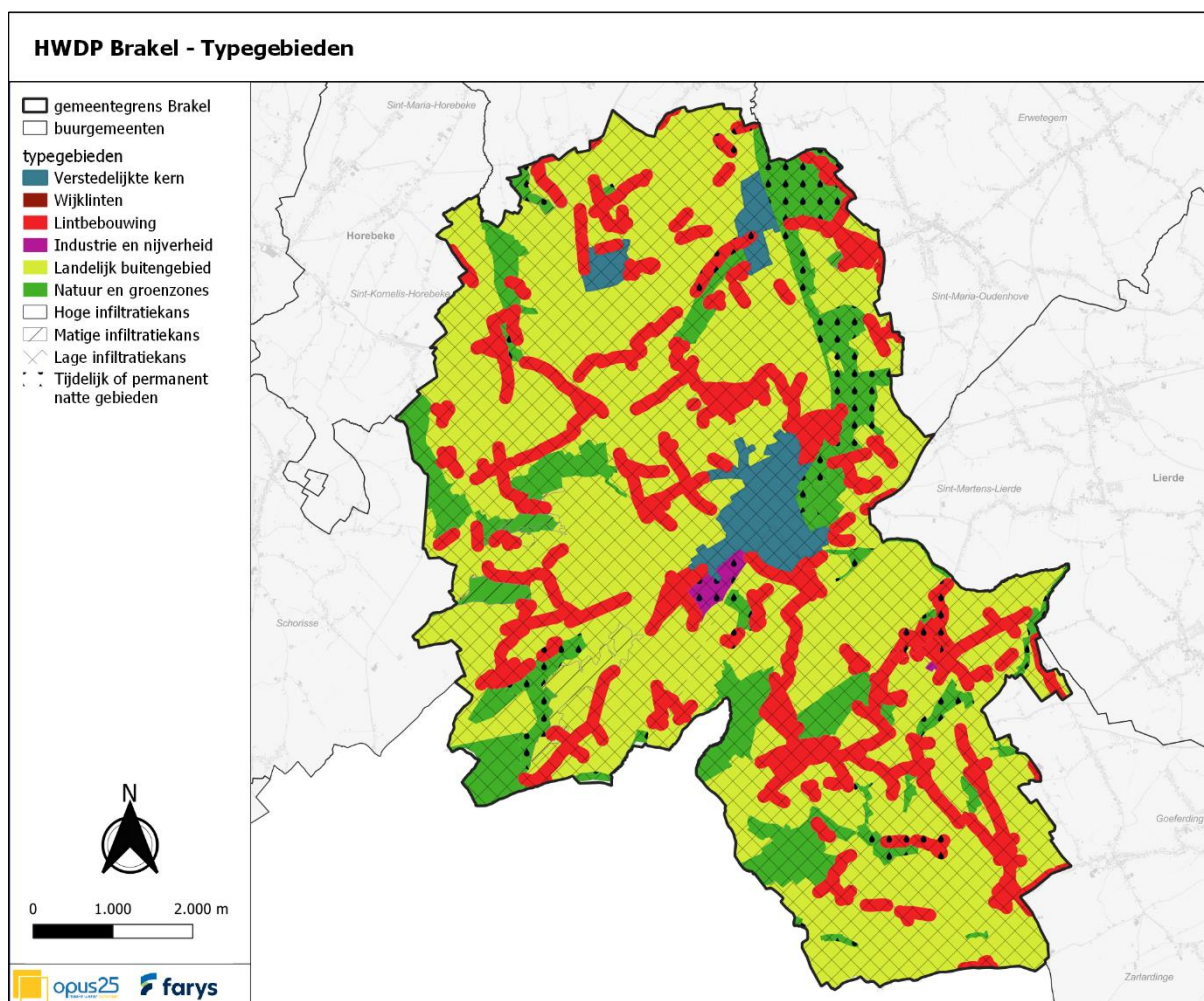 HWDP Brakel - Typegebieden
gemeentegrens Brakel
buurgemeenten
typegebieden
Verstedelijkte kern
Wijklinten
Lintbebouwing
Industrie en nijverheid
Landelijk buitengebied
Natuur en groenzones
Hoge infiltratiekans
Matige infiltratiekans
Lage infiltratiekans
Tijdelijk of permanent
natte gebieden
Sint-Maria-Horebeke
Erwetegem
Horebeke
Sint-Kornelis-Horebeke
Sint-Maria-Oudenhove
Lierde
Sint-Martens-Lierde
Schorisse
Goeferding
Zarlardinge
N
0 1.000 2.000 m
opus25
farys